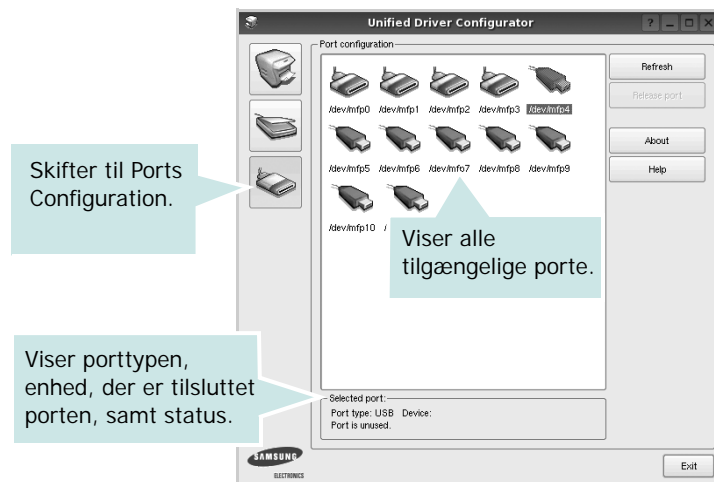 Unified Driver Configurator
Port configuration
/dev/mfp0 /dev/mfp1 /dev/mfp2 /dev/mfp3 /dev/mfp4
/dev/mfp5 /dev/mfp6 /dev/mfp7 /dev/mfp8 /dev/mfp9
/dev/mfp10 /
Refresh
Release port
About
Help
Skifter til Ports
Configuration.
Viser alle
tilgængelige porte.
Viser porttypen,
enhed, der er tilsluttet
porten, samt status.
Selected port:
Port type: USB Device:
Port is unused.
SAMSUNG
ELECTRONICS
Exit